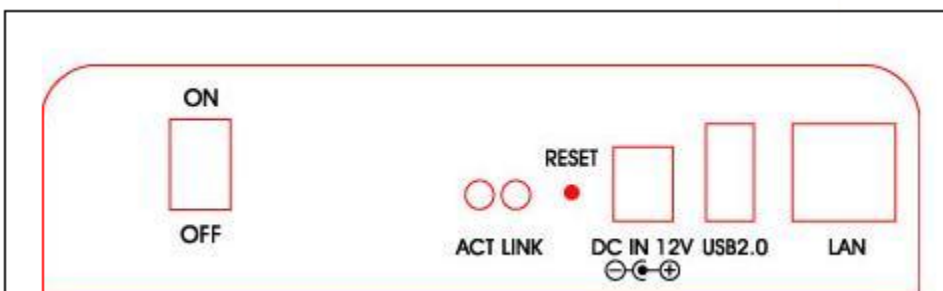 ON
RESET
OFF
ACT LINK
DC IN 12V
USB2.0
LAN